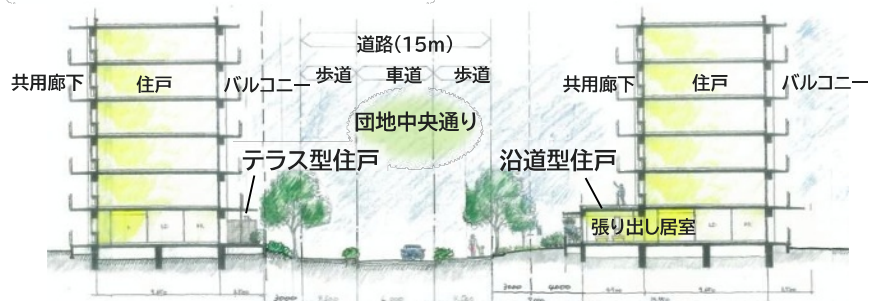 道路(15m)
歩道
車道
歩道
共用廊下
住戸
バルコニー
共用廊下
住戸
バルコニー
団地中央通り
テラス型住戸
沿道型住戸
張り出し居室